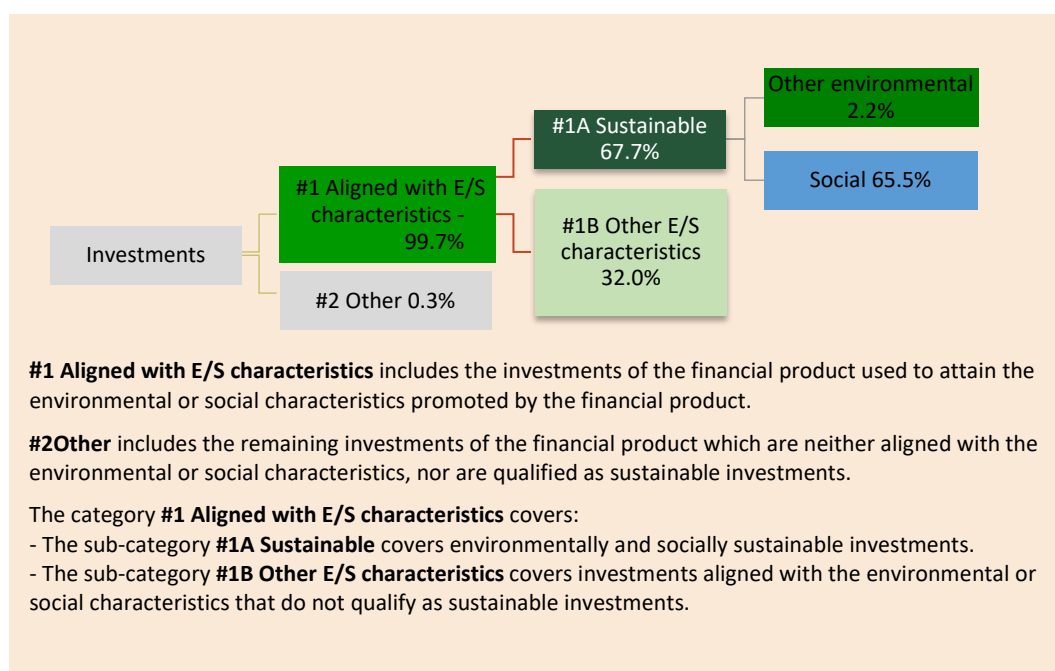 Other environmental
2.2%
#1A Sustainable
67.7%
Social 65.5%
#1 Aligned with E/S
characteristics -
99.7%
#1B Other E/S
characteristics
32.0%
Investments
#2 Other 0.3%
#1 Aligned with E/S characteristics includes the investments of the financial product used to attain the
environmental or social characteristics promoted by the financial product.
#2Other includes the remaining investments of the financial product which are neither aligned with the
environmental or social characteristics, nor are qualified as sustainable investments.
The category #1 Aligned with E/S characteristics covers:
- The sub-category #1A Sustainable covers environmentally and socially sustainable investments.
- The sub-category #1B Other E/S characteristics covers investments aligned with the environmental or
social characteristics that do not qualify as sustainable investments.